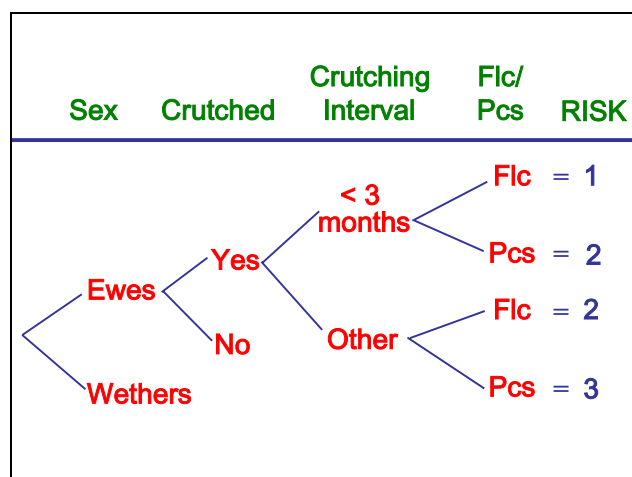 Sex Crutched Crutching Interval Flc/ Pcs RISK
< 3 months Flc = 1
Pcs = 2
Ewes Yes
No Other Flc = 2
Wethers Pcs = 3